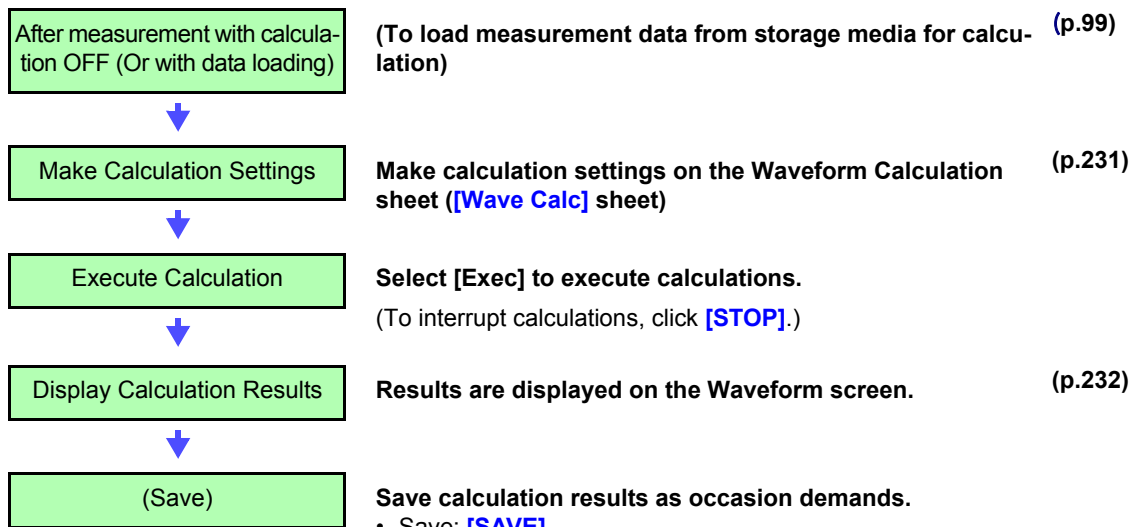 After measurement with calcula-
tion OFF (Or with data loading)
(To load measurement data from storage media for calcu-
lation)
(p.99)
Make Calculation Settings
Make calculation settings on the Waveform Calculation
sheet ([Wave Calc] sheet)
(p.231)
Execute Calculation
Select [Exec] to execute calculations.
(To interrupt calculations, click [STOP].)
Display Calculation Results
Results are displayed on the Waveform screen.
(p.232)
(Save)
Save calculation results as occasion demands.
• Save: [SAVE]